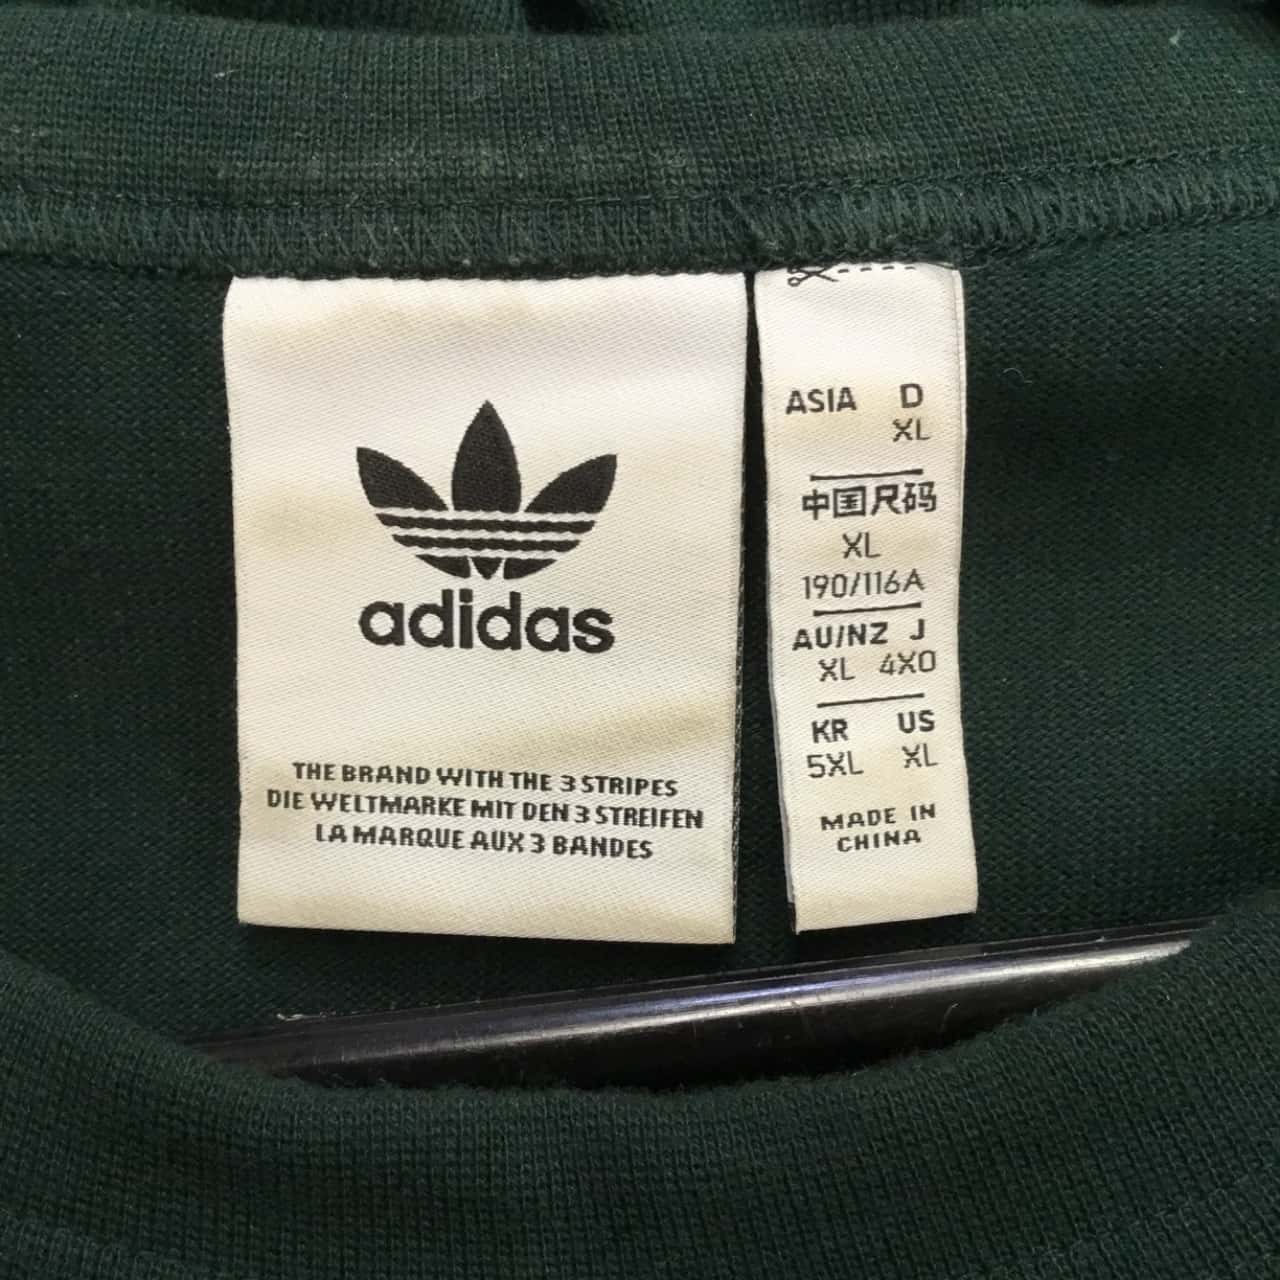 adidas
THE BRAND WITH THE 3 STRIPES
DIE WELTMARKE MIT DEN 3 STREIFEN
LA MARQUE AUX 3 BANDES
ASIA D
XL
中国尺码
XL
190/116A
AU/NZ J
XL 4XO
KR US
5XL XL
MADE IN
CHINA